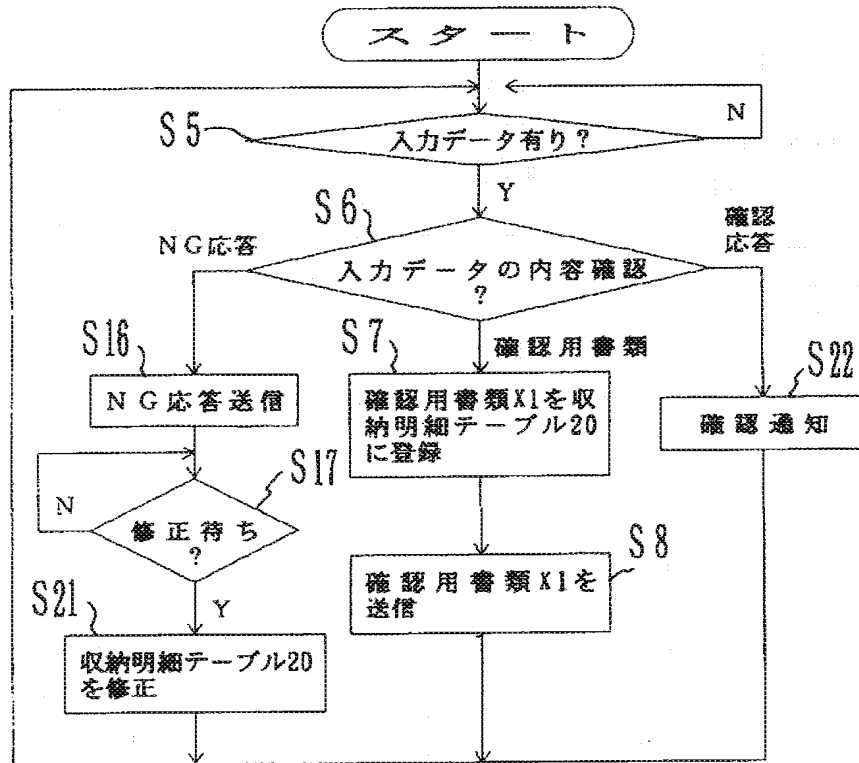 スタート
S5
入力データ有り?
N
Y
S6
NG応答
確認
応答
入力データの内容確認
?
S16
S7
確認用書類
S22
NG応答送信
確認用書類X1を収
納明細テーブル20
に登録
確認通知
S17
N
修正待ち
?
S8
Y
確認用書類X1を
送信
S21
収納明細テーブル20
を修正